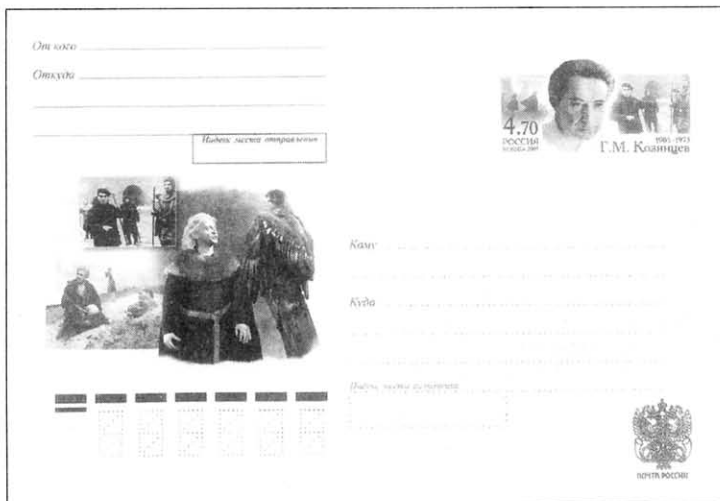 От кого
Откуда
Индекс места отправления
4.70
РОССИЯ
1905-1973
Г.М. Козинцев
Кому
Куда
Индекс места назначения
ПОЧТА РОССИИ